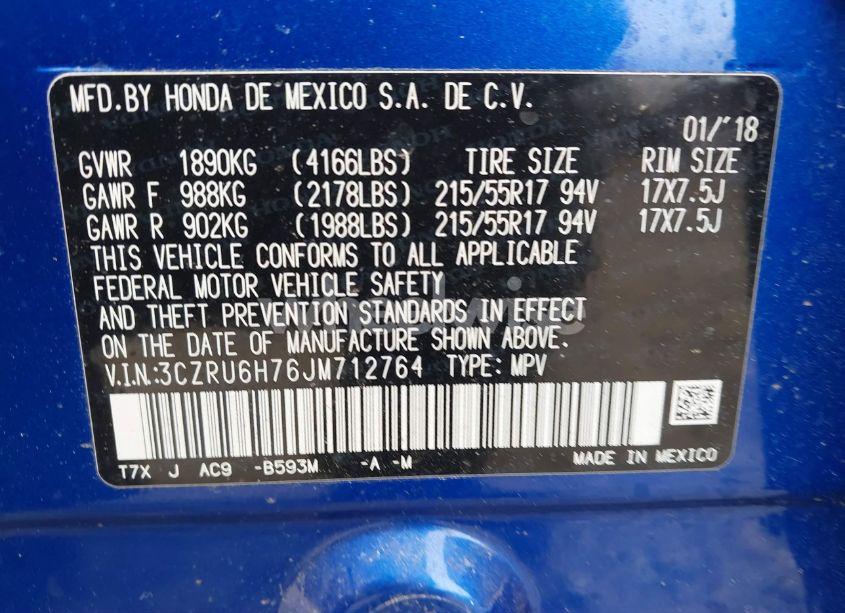 MFD.BY HONDA DE MEXICO S.A. DE C.V.
01/'18
GVWR 1890KG (4166LBS) TIRE SIZE RIM SIZE
GAWR F 988KG (2178LBS) 215/55R17 94V 17X7.5J
GAWR R 902KG (1988LBS) 215/55R17 94V 17X7.5J
THIS VEHICLE CONFORMS TO ALL APPLICABLE
FEDERAL MOTOR VEHICLE SAFETY
AND THEFT PREVENTION STANDARDS IN EFFECT
ON THE DATE OF MANUFACTURE SHOWN ABOVE.
V.I.N.:3CZRU6H76JM712764 TYPE: MPV
T7X J AC9 -B593M -A -M MADE IN MEXICO